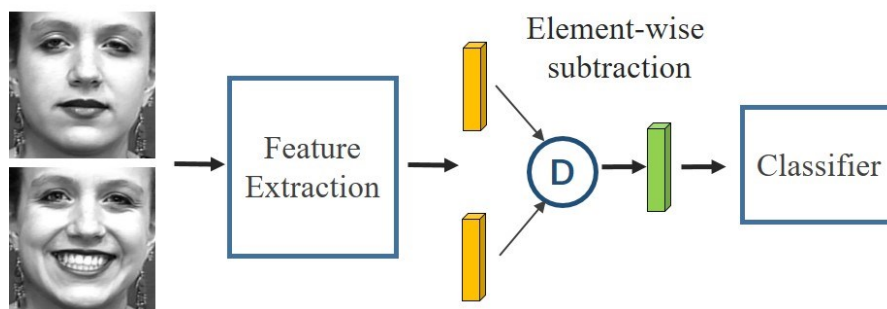 Feature
Extraction
Element-wise
subtraction
D
Classifier